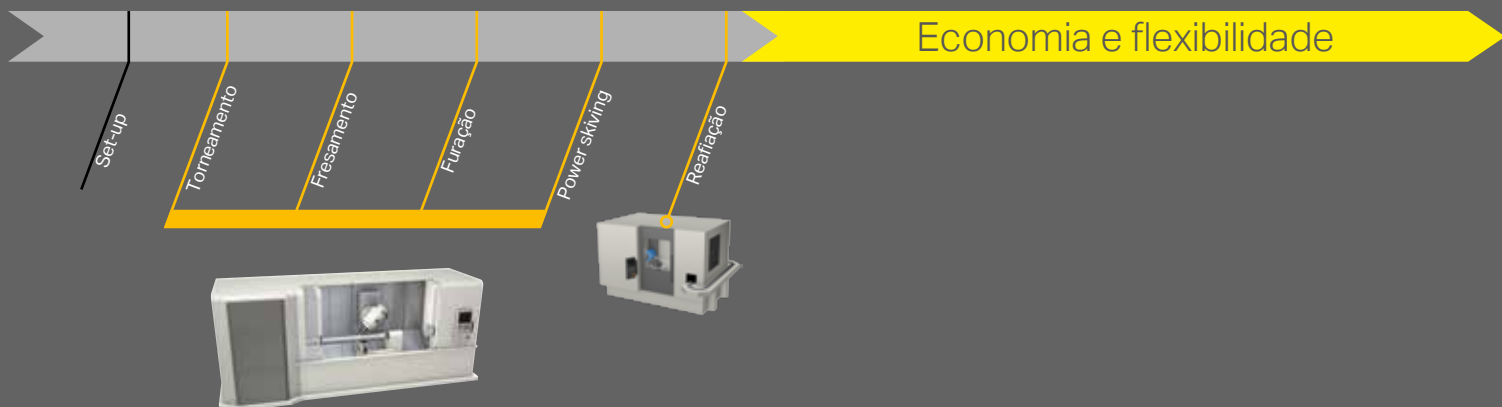 Economia e flexibilidade
Set-up
Torneamento
Fresamento
Furação
Power skiving
Reafiação